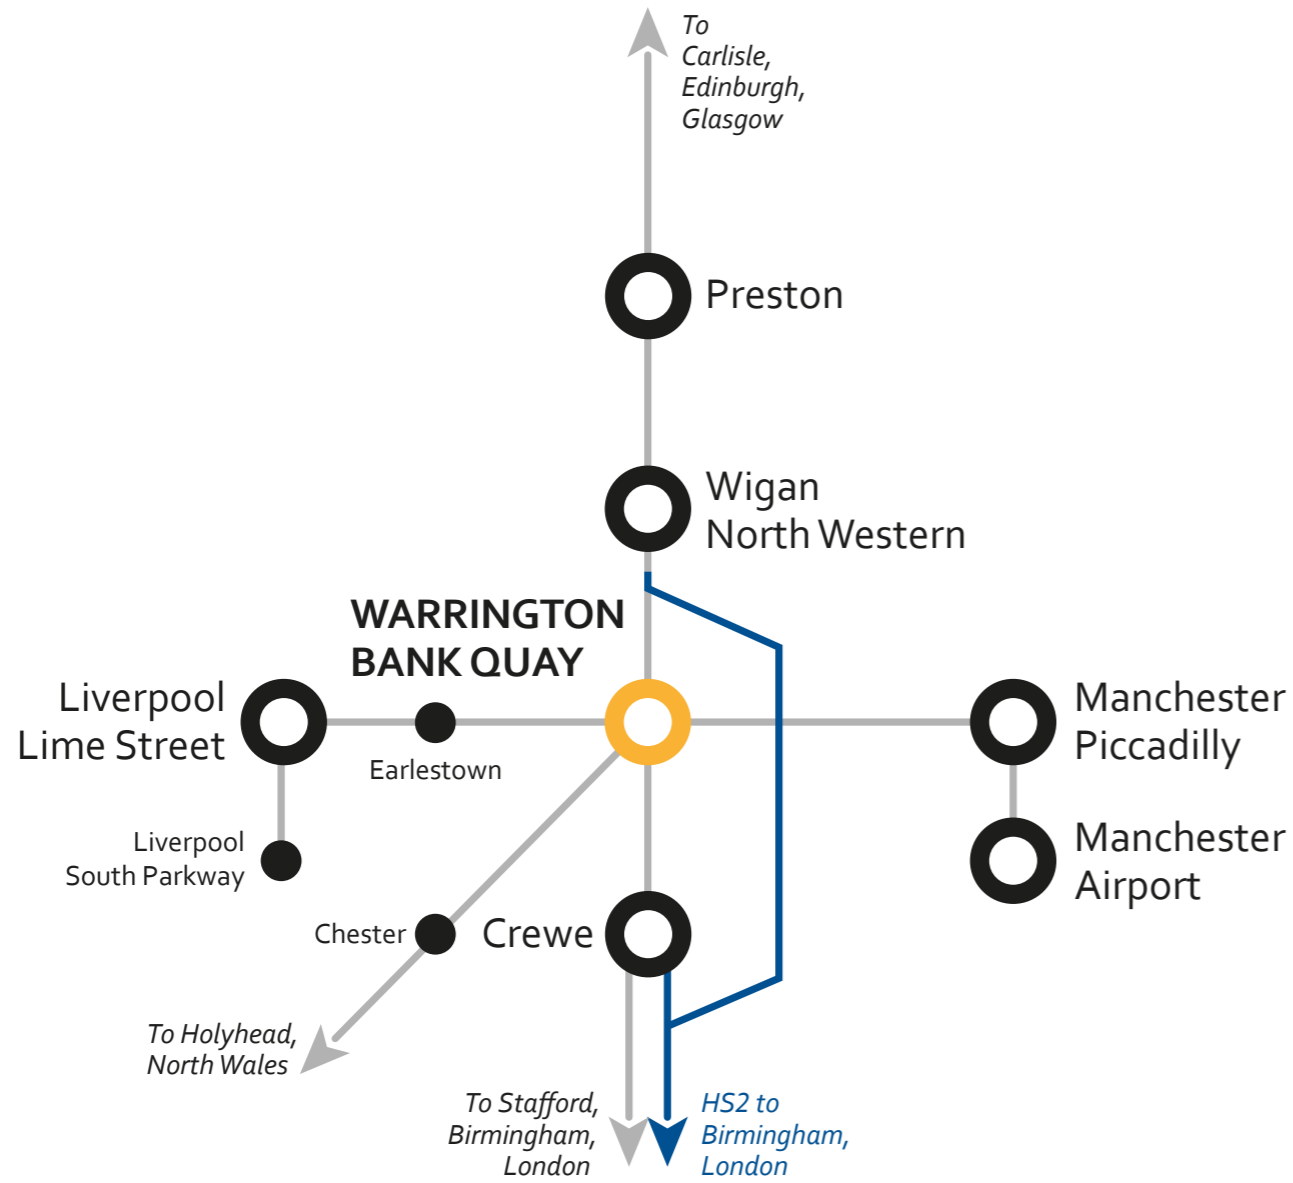 To
Carlisle,
Edinburgh,
Glasgow
Preston
Wigan
North Western
WARRINGTON
BANK QUAY
Liverpool
Lime Street
Earlestown
Manchester
Piccadilly
Liverpool
South Parkway
Manchester
Airport
Chester
Crewe
To Holyhead,
North Wales
To Stafford,
Birmingham,
London
HS2 to
Birmingham,
London